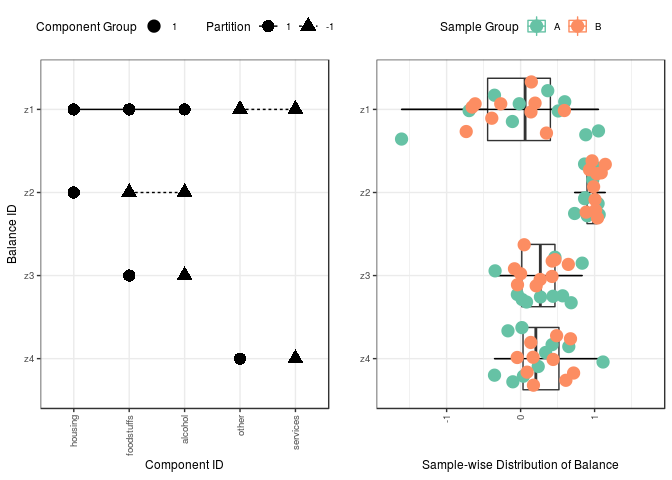 Component Group 1 Partition 1 -1
Sample Group A B
Balance ID
z1
z2
z3
z4
housing
foodstuffs
alcohol
other
services
Component ID
-1
0
1
Sample-wise Distribution of Balance